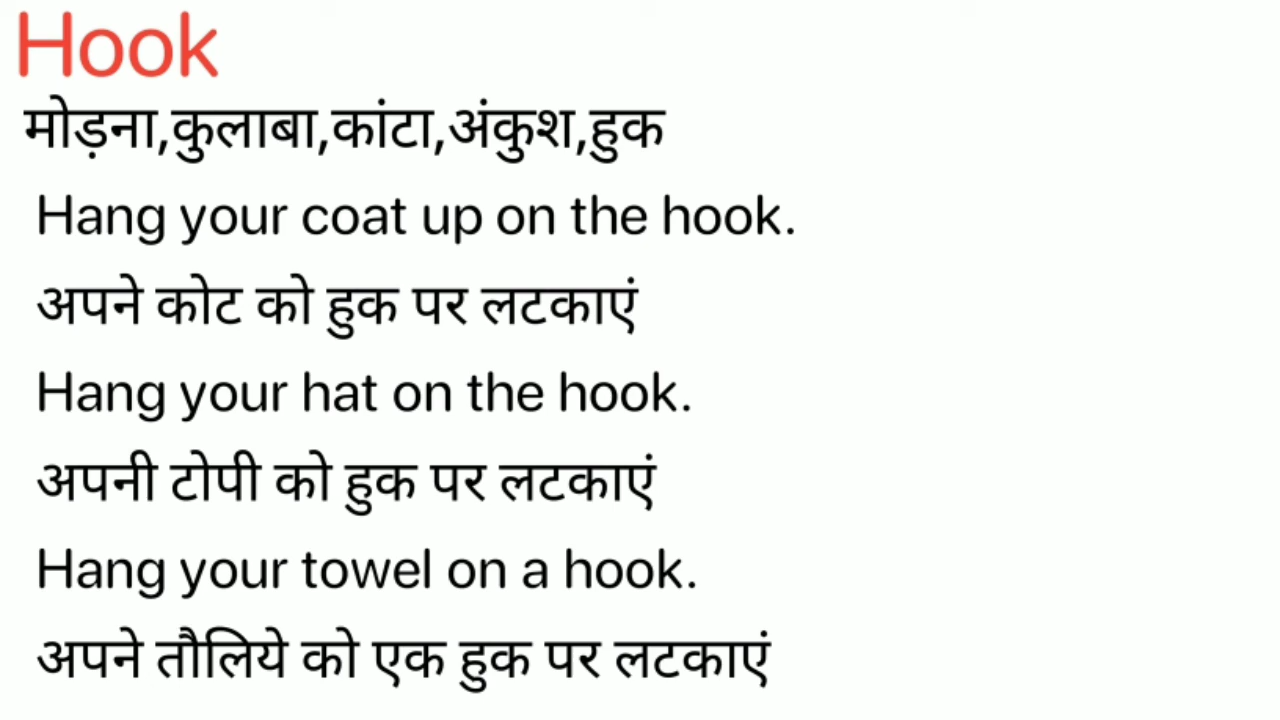 Hook
मोड़ना,कुलाबा,कांटा,अंकुश,हुक
Hang your coat up on the hook.
अपने कोट को हुक पर लटकाएं
Hang your hat on the hook.
अपनी टोपी को हुक पर लटकाएं
Hang your towel on a hook.
अपने तौलिये को एक हुक पर लटकाएं